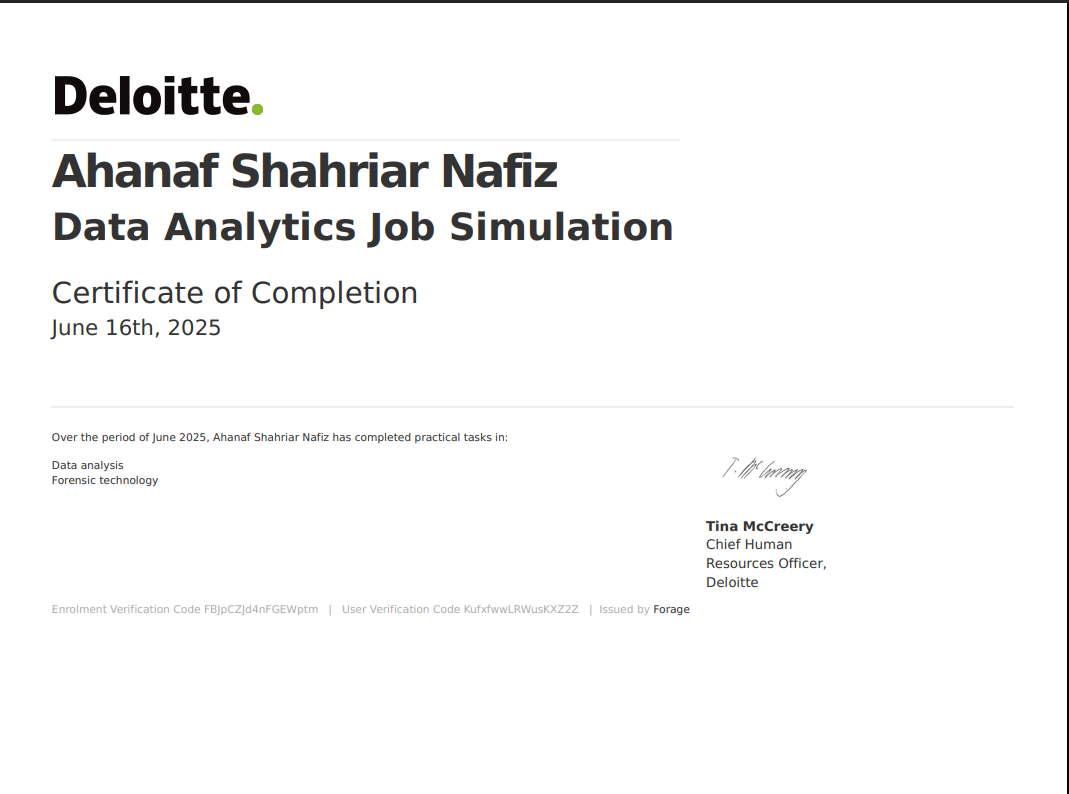 Deloitte.
Ahanaf Shahriar Nafiz
Data Analytics Job Simulation
Certificate of Completion
June 16th, 2025
Over the period of June 2025, Ahanaf Shahriar Nafiz has completed practical tasks in:
Data analysis
Forensic technology
T. McCreery
Tina McCreery
Chief Human
Resources Officer,
Deloitte
Enrolment Verification Code FBJpCZJd4nFGEWptm | User Verification Code KufxfwwLRWusKXZ2Z | Issued by Forage